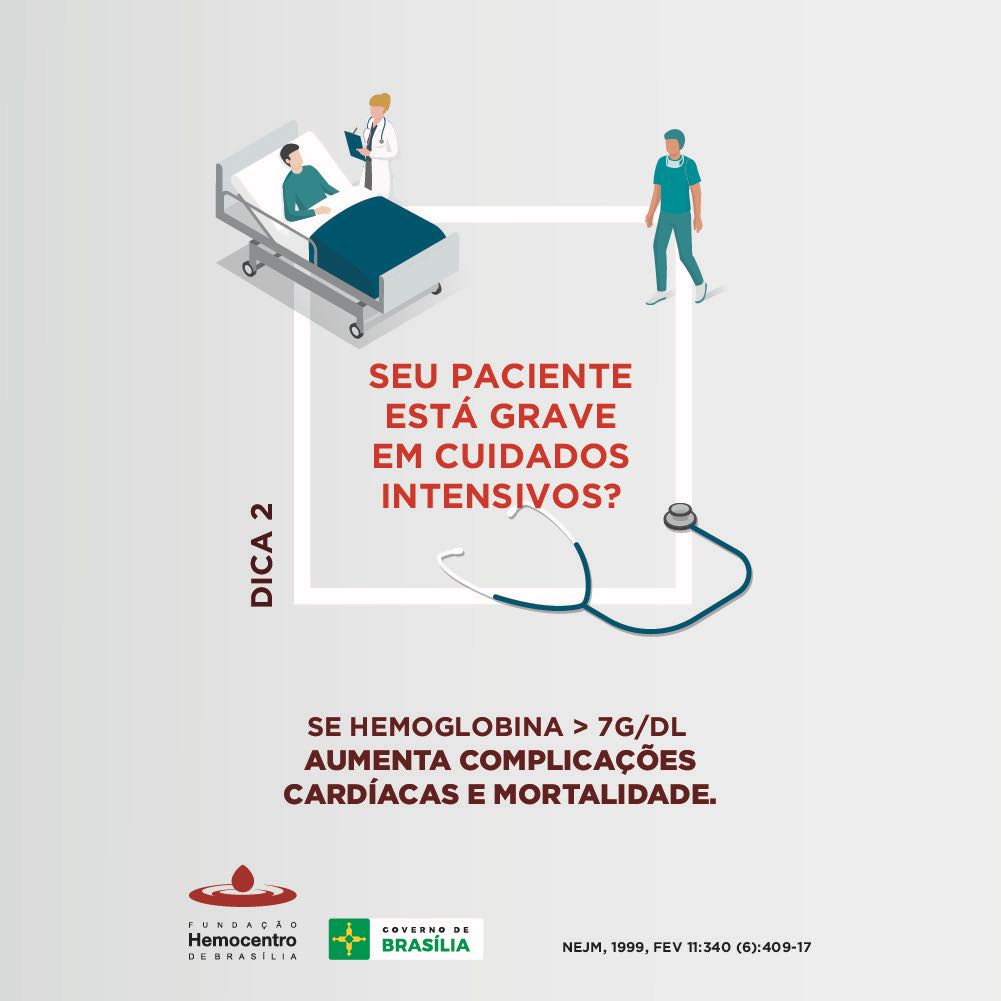 SEU PACIENTE
ESTÁ GRAVE
EM CUIDADOS
INTENSIVOS?
DICA 2
SE HEMOGLOBINA > 7G/DL
AUMENTA COMPLICAÇÕES
CARDÍACAS E MORTALIDADE.
FUNDAÇÃO
Hemocentro
DE BRASÍLIA
GOVERNO DE
BRASÍLIA
NEJM, 1999, FEV 11:340 (6):409-17